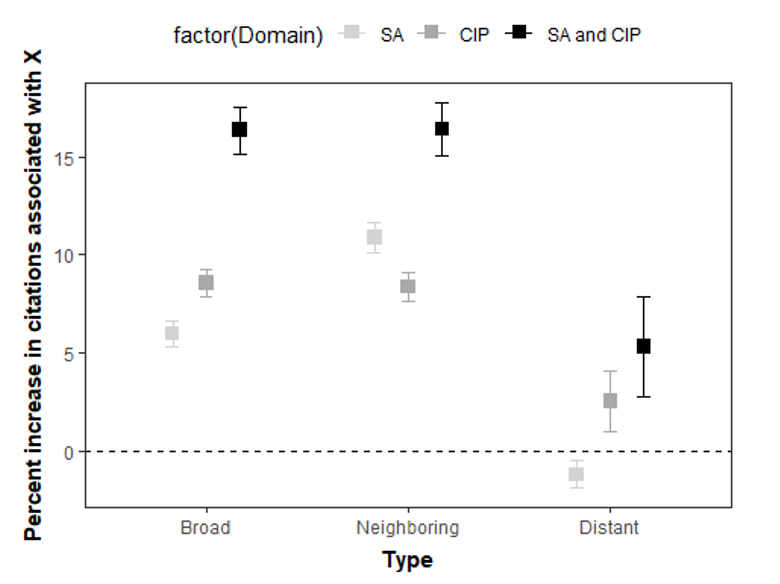 factor(Domain) SA CIP SA and CIP
Percent increase in citations associated with X
15
10
5
0
Broad Neighboring Distant
Type